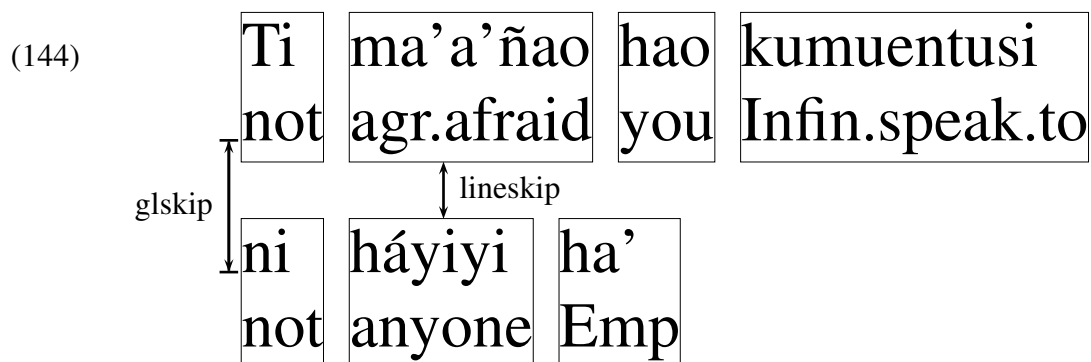 (144) Ti ma’a’ñao hao kumuentusi
not agr.afraid you Infin.speak.to
glskip lineskip
ni háyiyi ha’
not anyone Emp